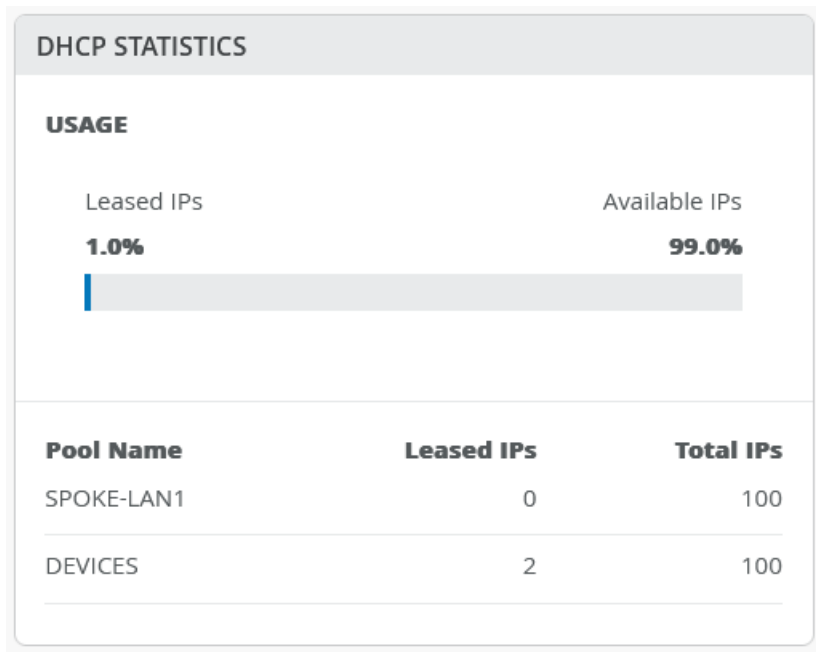 DHCP STATISTICS
USAGE
Leased IPs Available IPs
1.0% 99.0%
Pool Name Leased IPs Total IPs
SPOKE-LAN1 0 100
DEVICES 2 100